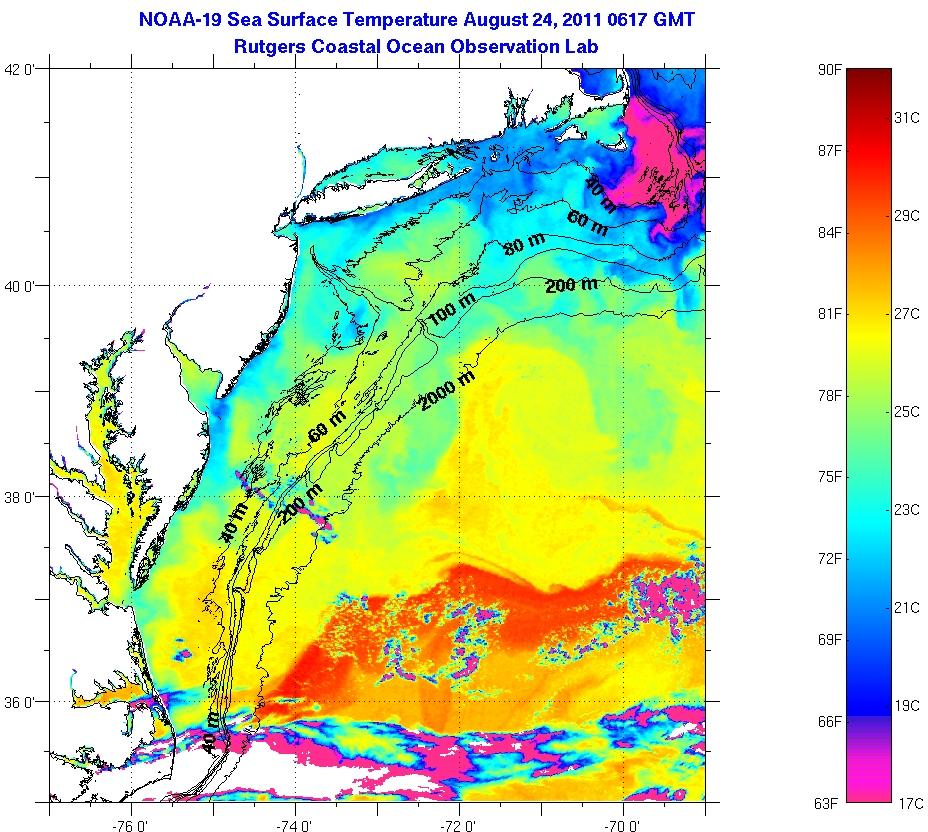 NOAA-19 Sea Surface Temperature August 24, 2011 0617 GMT
Rutgers Coastal Ocean Observation Lab
42 0'
40 0'
38 0'
36 0'
-76 0'
-74 0'
-72 0'
-70 0'
40 m
60 m
80 m
200 m
100 m
2000 m
60 m
200 m
40 m
40 m
90F
87F
84F
81F
78F
75F
72F
69F
66F
63F
31C
29C
27C
25C
23C
21C
19C
17C